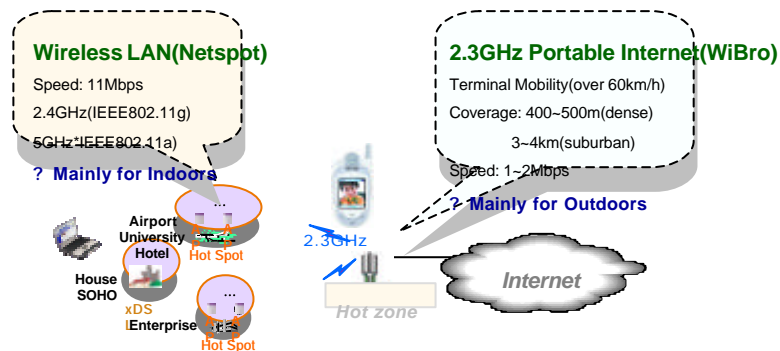 Wireless LAN(Netspot)
Speed: 11Mbps
2.4GHz(IEEE802.11g)
5GHz*IEEE802.11a)
? Mainly for Indoors
2.3GHz Portable Internet(WiBro)
Terminal Mobility(over 60km/h)
Coverage: 400~500m(dense)
3~4km(suburban)
Speed: 1~2Mbps
? Mainly for Outdoors
...
Airport
University
Hotel
Hot Spot
House
SOHO
xDS
L
Enterprise
...
Hot Spot
2.3GHz
Hot zone
Internet